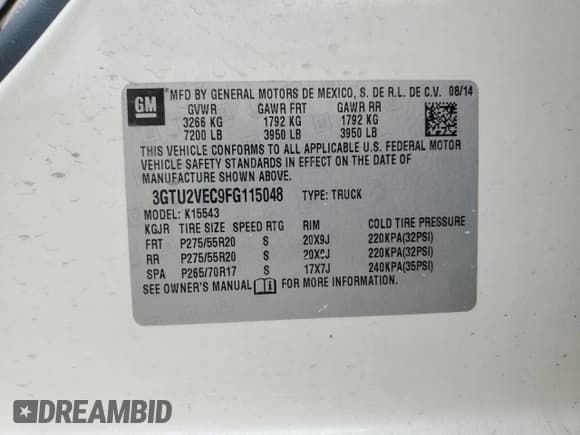 GM MFD BY GENERAL MOTORS DE MEXICO, S. DE R.L. DE C.V. 08/14
GVWR GAWR FRT GAWR RR
3266 KG 1792 KG 1792 KG
7200 LB 3950 LB 3950 LB
THIS VEHICLE CONFORMS TO ALL APPLICABLE U.S. FEDERAL MOTOR
VEHICLE SAFETY STANDARDS IN EFFECT ON THE DATE OF
MANUFACTURE SHOWN ABOVE.
3GTU2VEC9FG115048 TYPE: TRUCK
MODEL: K15543
KGJR TIRE SIZE SPEED RTG RIM COLD TIRE PRESSURE
FRT P275/55R20 S 20X9J 220KPA(32PSI)
RR P275/55R20 S 20X9J 220KPA(32PSI)
SPA P265/70R17 S 17X7J 240KPA(35PSI)
SEE OWNER'S MANUAL FOR MORE INFORMATION.
DREAMBID